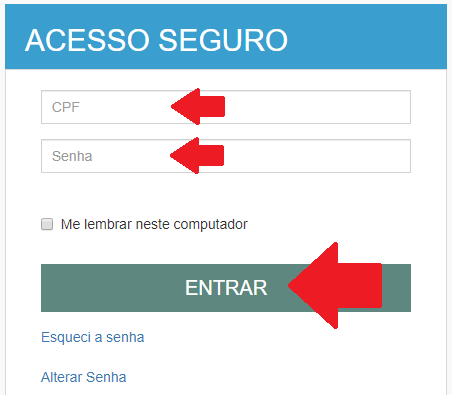 ACESSO SEGURO
CPF
Senha
Me lembrar neste computador
ENTRAR
Esqueci a senha
Alterar Senha